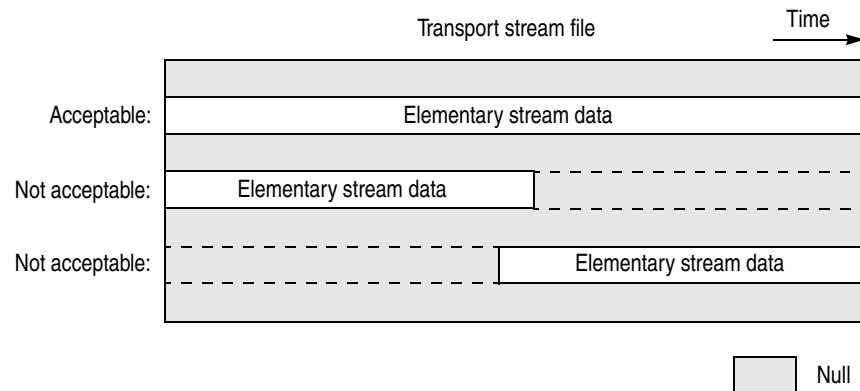 Transport stream file
Time
Acceptable:
Elementary stream data
Not acceptable:
Elementary stream data
Not acceptable:
Elementary stream data
Null